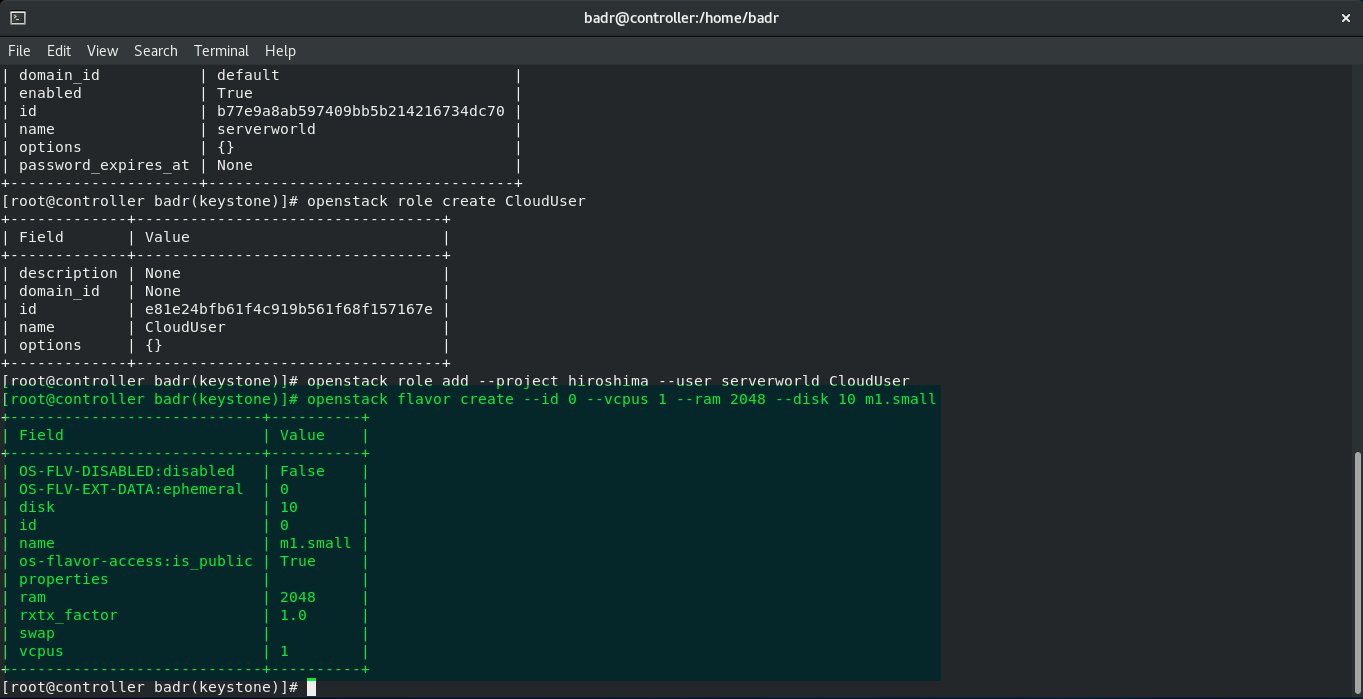 badr@controller:/home/badr
File Edit View Search Terminal Help
| domain_id           | default                          |
| enabled             | True                             |
| id                  | b77e9a8ab597409bb5b214216734dc70 |
| name                | serverworld                      |
| options             | {}                               |
| password_expires_at | None                             |
+---------------------+----------------------------------+
[root@controller badr(keystone)]# openstack role create CloudUser
+-------------+----------------------------------+
| Field       | Value                            |
+-------------+----------------------------------+
| description | None                             |
| domain_id   | None                             |
| id          | e81e24bfb61f4c919b561f68f157167e |
| name        | CloudUser                        |
| options     | {}                               |
+-------------+----------------------------------+
[root@controller badr(keystone)]# openstack role add --project hiroshima --user serverworld CloudUser
[root@controller badr(keystone)]# openstack flavor create --id 0 --vcpus 1 --ram 2048 --disk 10 m1.small
+----------------------------+----------+
| Field                      | Value    |
+----------------------------+----------+
| OS-FLV-DISABLED:disabled   | False    |
| OS-FLV-EXT-DATA:ephemeral  | 0        |
| disk                       | 10       |
| id                         | 0        |
| name                       | m1.small |
| os-flavor-access:is_public | True     |
| properties                 |          |
| ram                        | 2048     |
| rxtx_factor                | 1.0      |
| swap                       |          |
| vcpus                      | 1        |
+----------------------------+----------+
[root@controller badr(keystone)]#